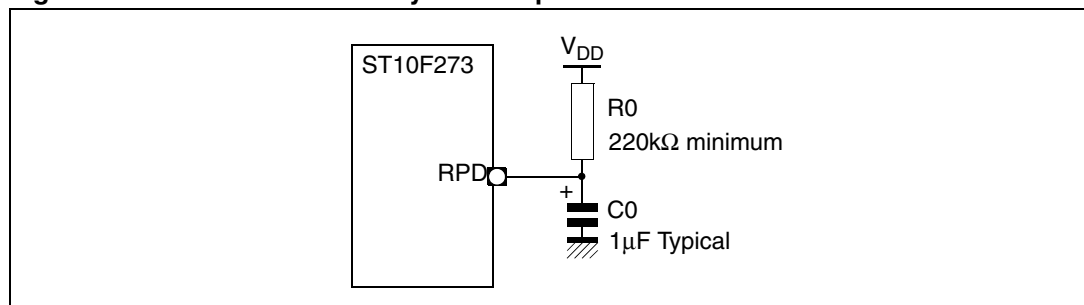 ST10F273
V_DD
R0
220kΩ minimum
RPD
+
C0
1μF Typical